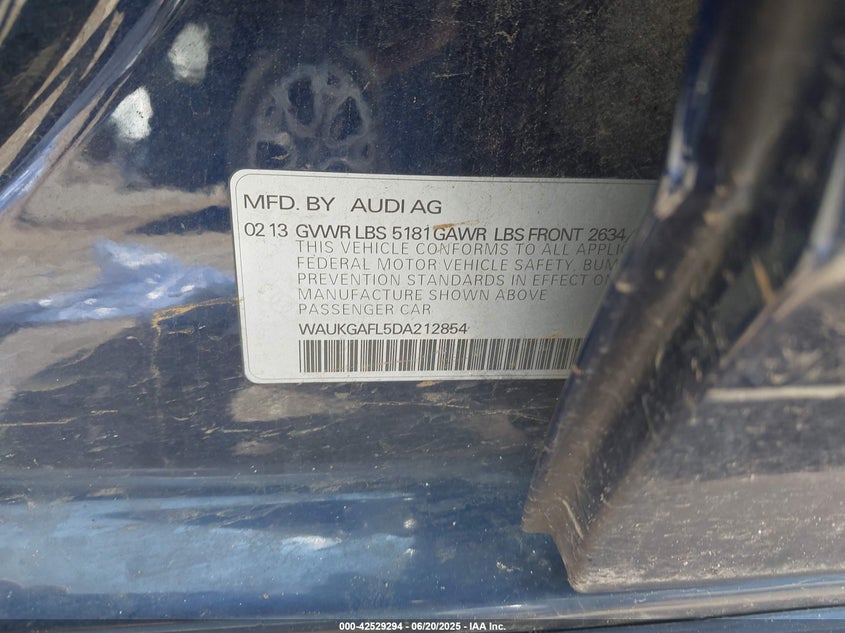 MFD. BY AUDI AG
02 13 GVWR LBS 5181 GAWR LBS FRONT 2634
THIS VEHICLE CONFORMS TO ALL
FEDERAL MOTOR VEHICLE SAFETY, BUM
PREVENTION STANDARDS IN EFFECT ON
MANUFACTURE SHOWN ABOVE
PASSENGER CAR
WAUKGAFL5DA212854
000-42529294 - 06/20/2025 - IAA Inc.